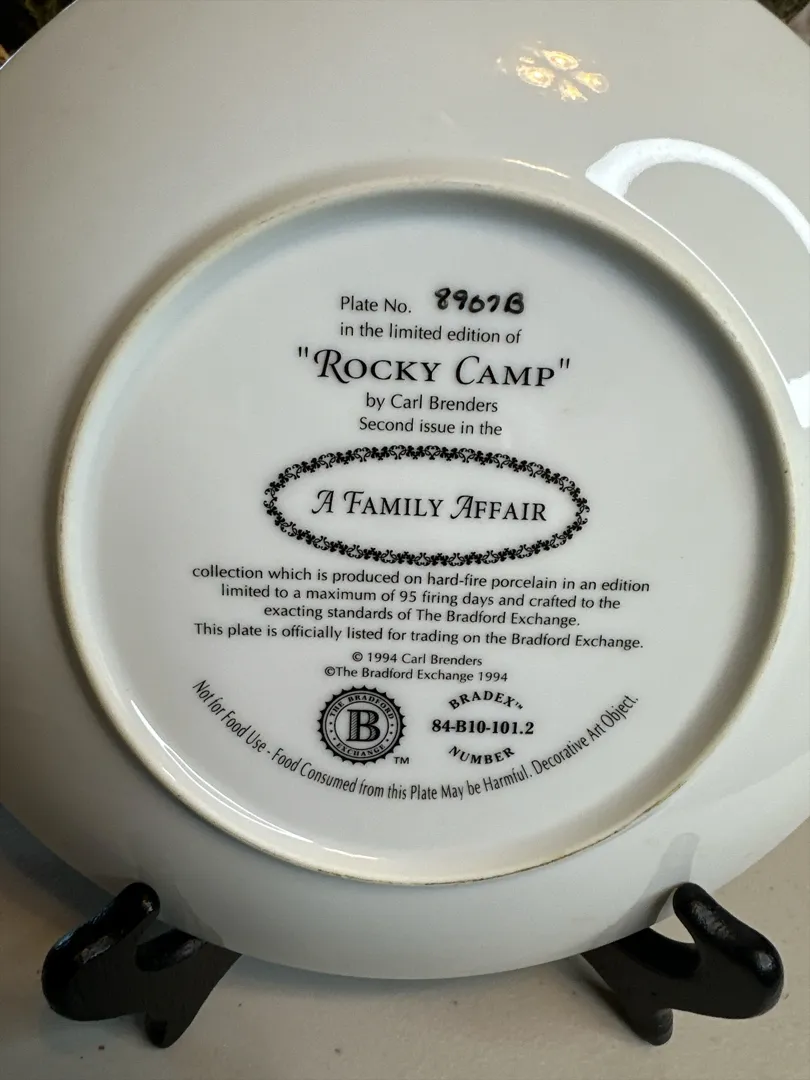 Plate No. 8907B
in the limited edition of
"ROCKY CAMP"
by Carl Brenders
Second issue in the
A FAMILY AFFAIR
collection which is produced on hard-fire porcelain in an edition
limited to a maximum of 95 firing days and crafted to the
exacting standards of The Bradford Exchange.
This plate is officially listed for trading on the Bradford Exchange.
© 1994 Carl Brenders
©The Bradford Exchange 1994
THE BRADFORD
B
EXCHANGE
TM
BRADEX™
84-B10-101.2
NUMBER
Not for Food Use - Food Consumed from this Plate May be Harmful. Decorative Art Object.